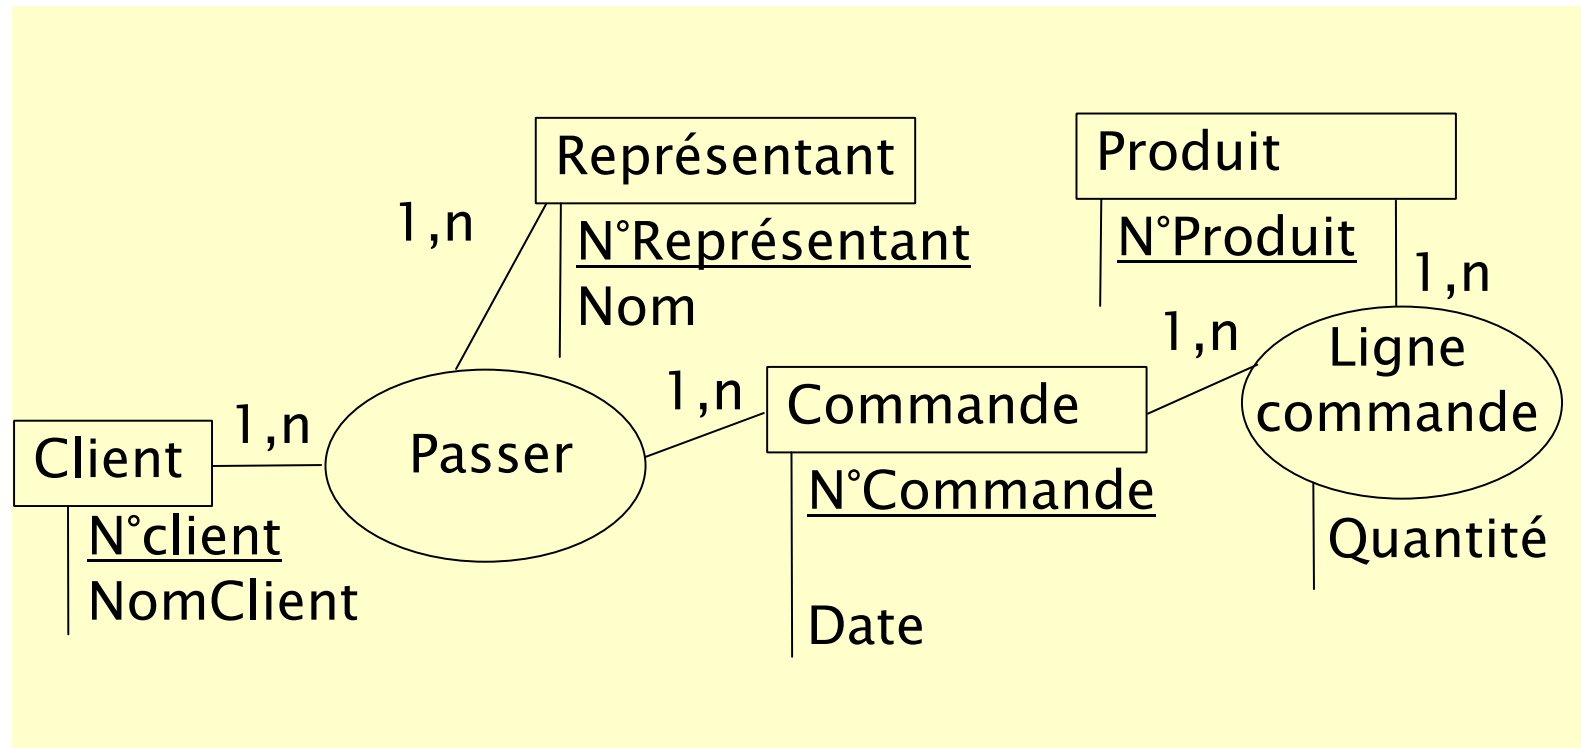 Représentant
N°Représentant
Nom
1,n
Produit
N°Produit
1,n
Client
N°client
NomClient
1,n
Passer
1,n
Commande
N°Commande
Date
1,n
Ligne
commande
Quantité